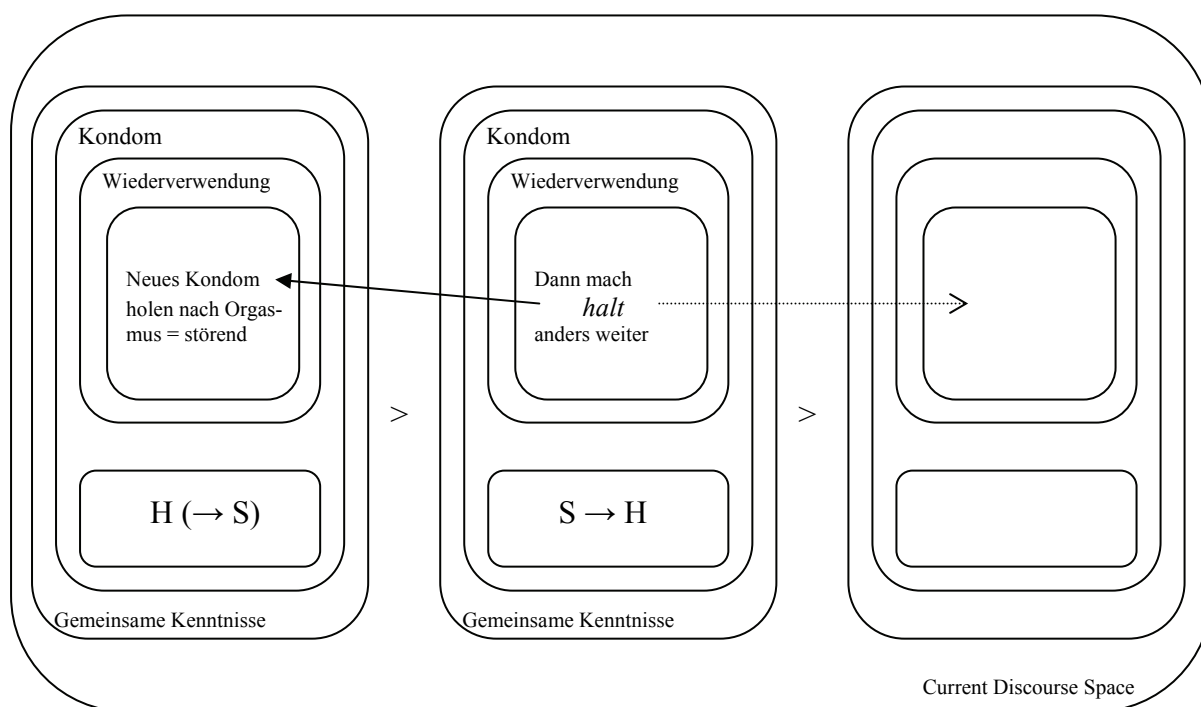 Kondom
Wiederverwendung
Neues Kondom
holen nach Orgas-
mus = störend
H (→ S)
Gemeinsame Kenntnisse
>
Kondom
Wiederverwendung
Dann mach
halt
anders weiter
S → H
Gemeinsame Kenntnisse
>
Current Discourse Space